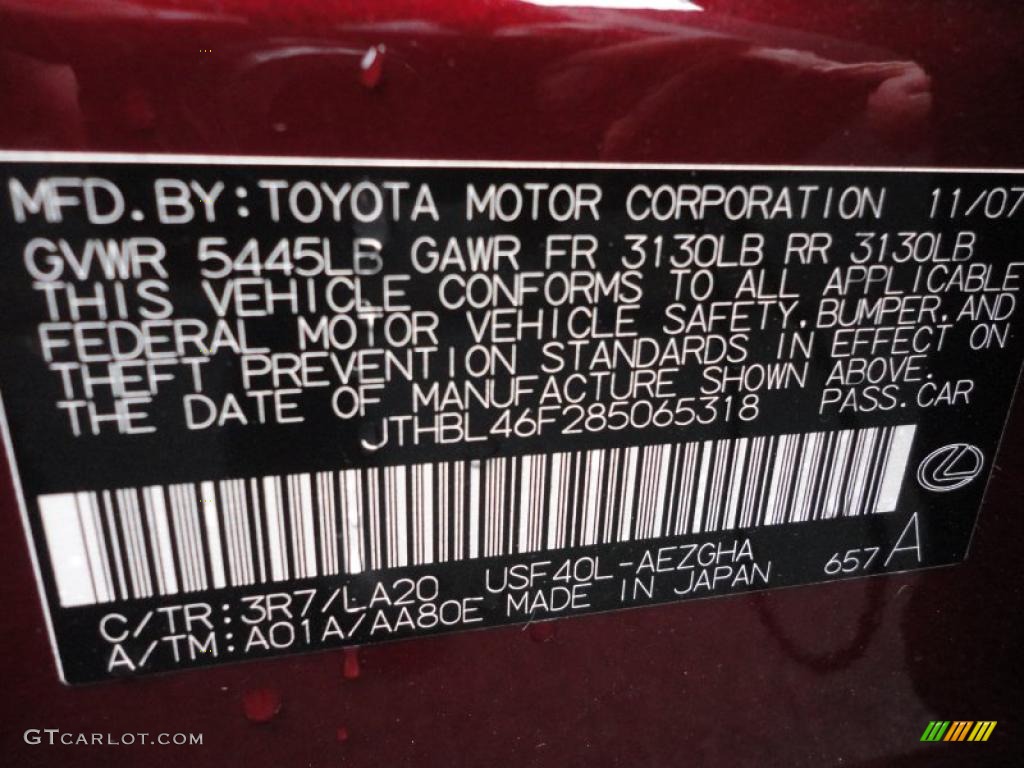 MFD. BY: TOYOTA MOTOR CORPORATION 11/07
GVWR 5445LB GAWR FR 3130LB RR 3130LB
THIS VEHICLE CONFORMS TO ALL APPLICABLE
FEDERAL MOTOR VEHICLE SAFETY, BUMPER, AND
THEFT PREVENTION STANDARDS IN EFFECT ON
THE DATE OF MANUFACTURE SHOWN ABOVE.
JTHBL46F285065318 PASS. CAR
C/TR: 3R7/LA20 USF40L-AEZGHA 657 A
A/TM: A01A/AA80E MADE IN JAPAN
GTCARLOT.COM